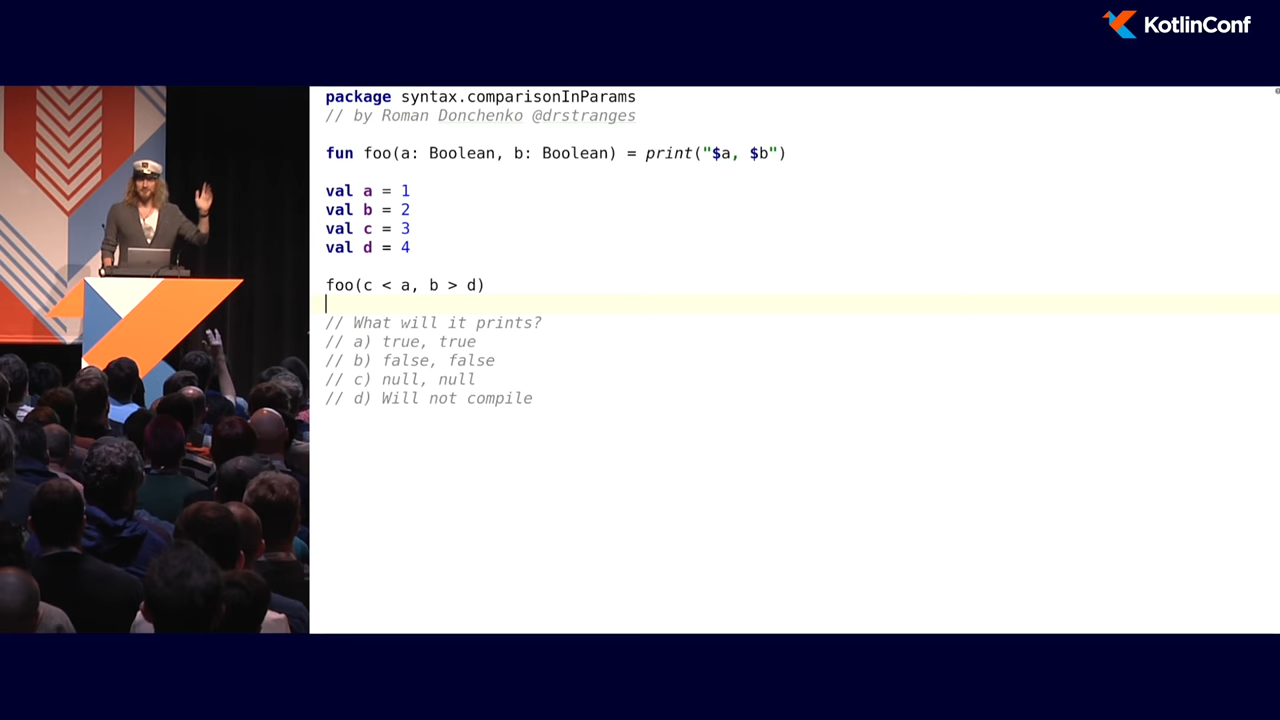 KotlinConf
package syntax.comparisonInParams
// by Roman Donchenko @drstranges
fun foo(a: Boolean, b: Boolean) = print("$a, $b")
val a = 1
val b = 2
val c = 3
val d = 4
foo(c < a, b > d)
// What will it prints?
// a) true, true
// b) false, false
// c) null, null
// d) Will not compile